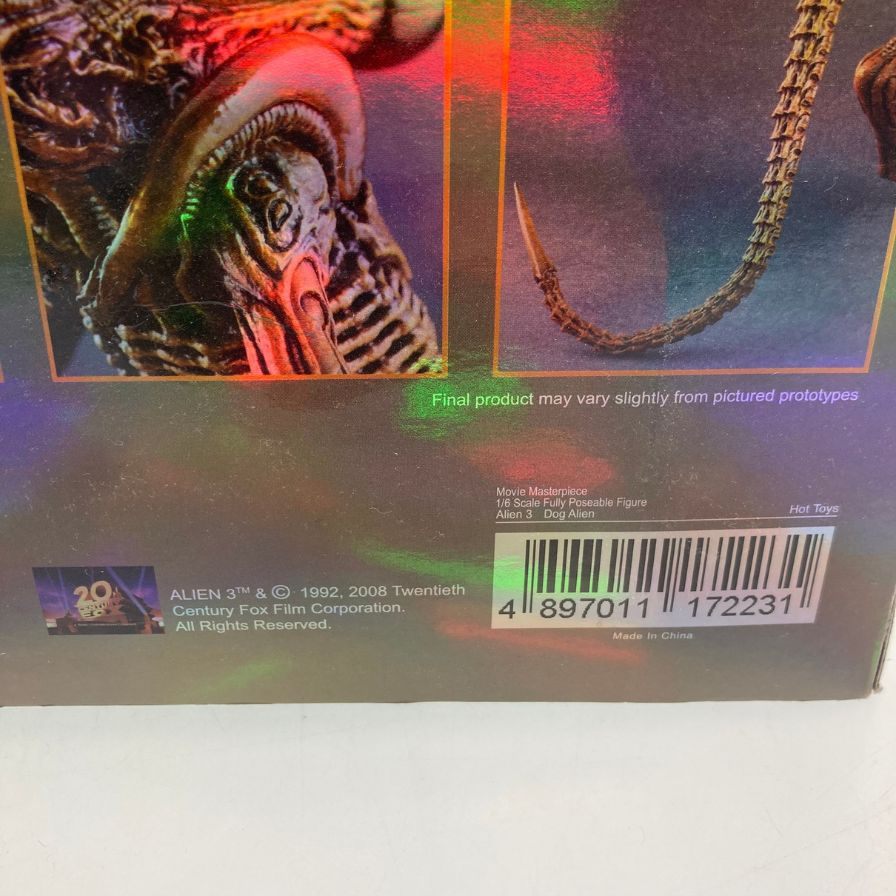 Final product may vary slightly from pictured prototypes
Movie Masterpiece
1/6 Scale Fully Poseable Figure
Alien 3 Dog Alien
Hot Toys
4 897011 172231
Made In China
20
CENTURY
FOX
ALIEN 3™ & © 1992, 2008 Twentieth
Century Fox Film Corporation.
All Rights Reserved.